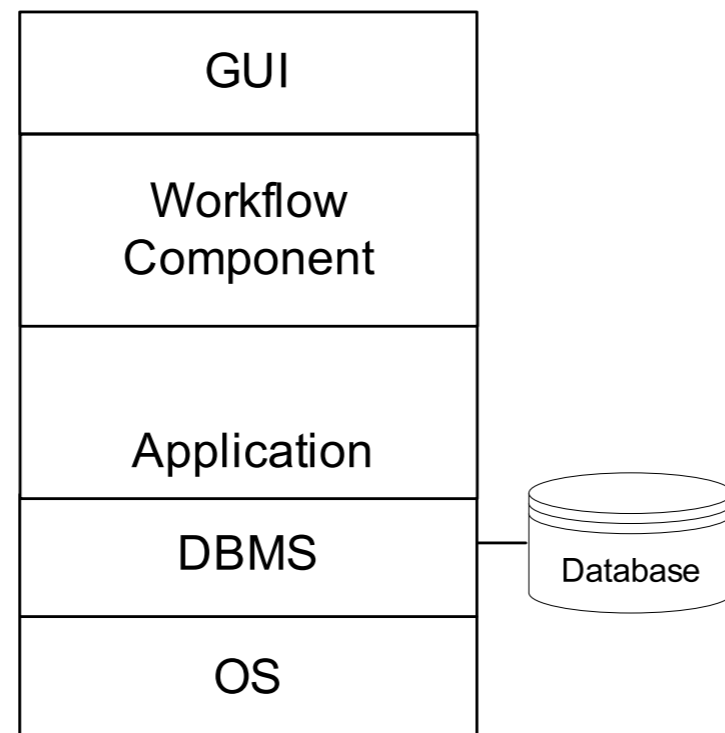 GUI
Workflow
Component
Application
DBMS
Database
OS